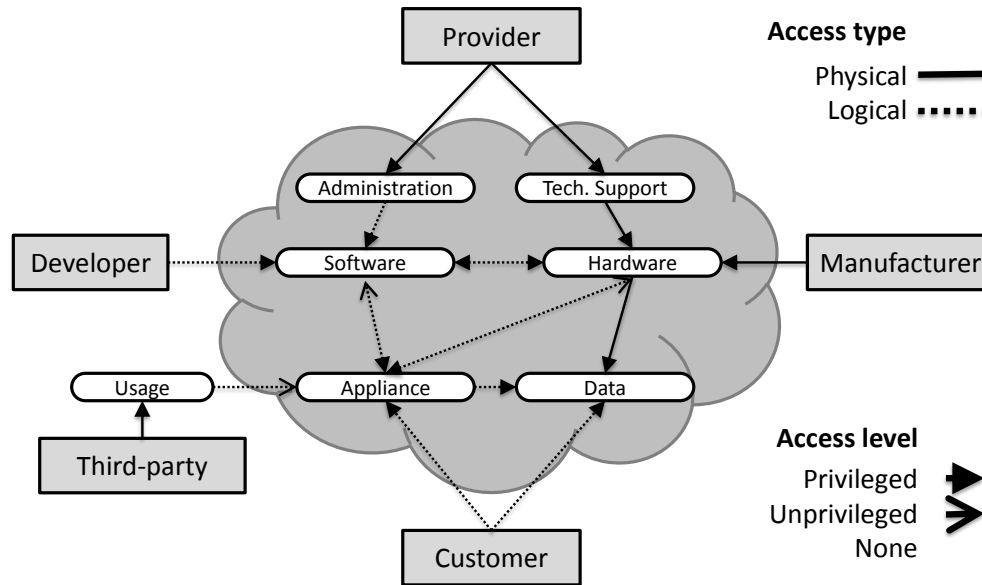 Provider
Access type
Physical
Logical
Administration
Tech. Support
Developer
Software
Hardware
Manufacturer
Usage
Appliance
Data
Third-party
Access level
Privileged
Unprivileged
None
Customer